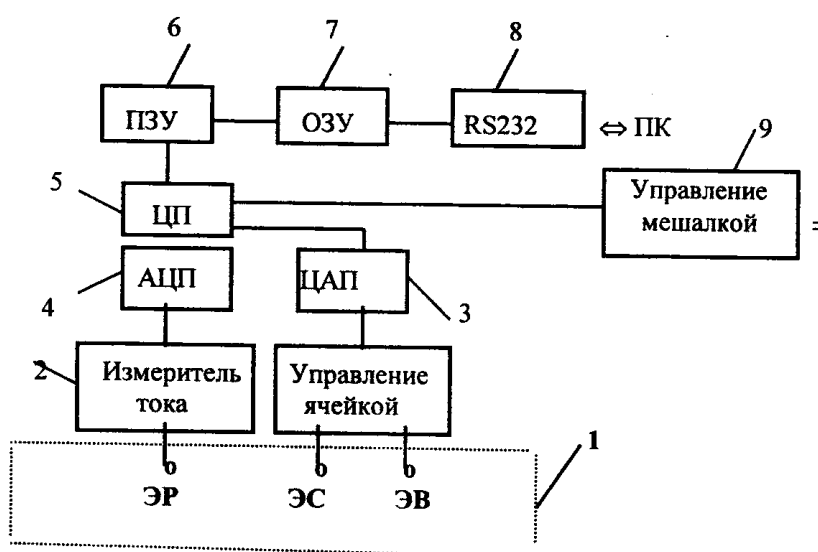 6
7
8
ПЗУ
ОЗУ
RS232
⇔ ПК
9
5
ЦП
Управление
мешалкой
=
АЦП
ЦАП
4
3
2
Измеритель
тока
Управление
ячейкой
1
ЭР
ЭС
ЭВ